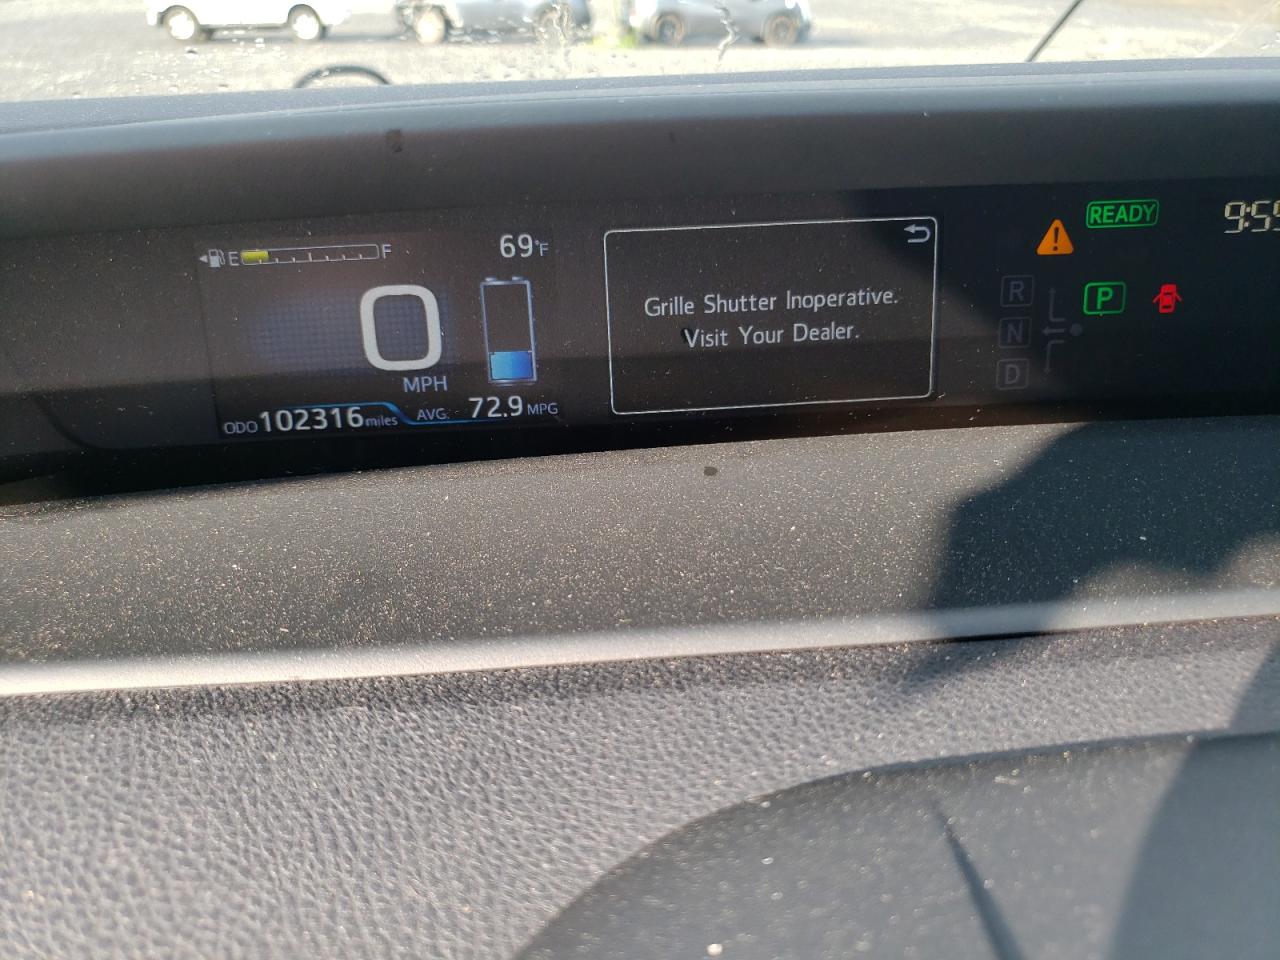 E F
69°F
0
MPH
ODO 102316 miles
AVG. 72.9 MPG
Grille Shutter Inoperative.
Visit Your Dealer.
READY
R
N
D
P